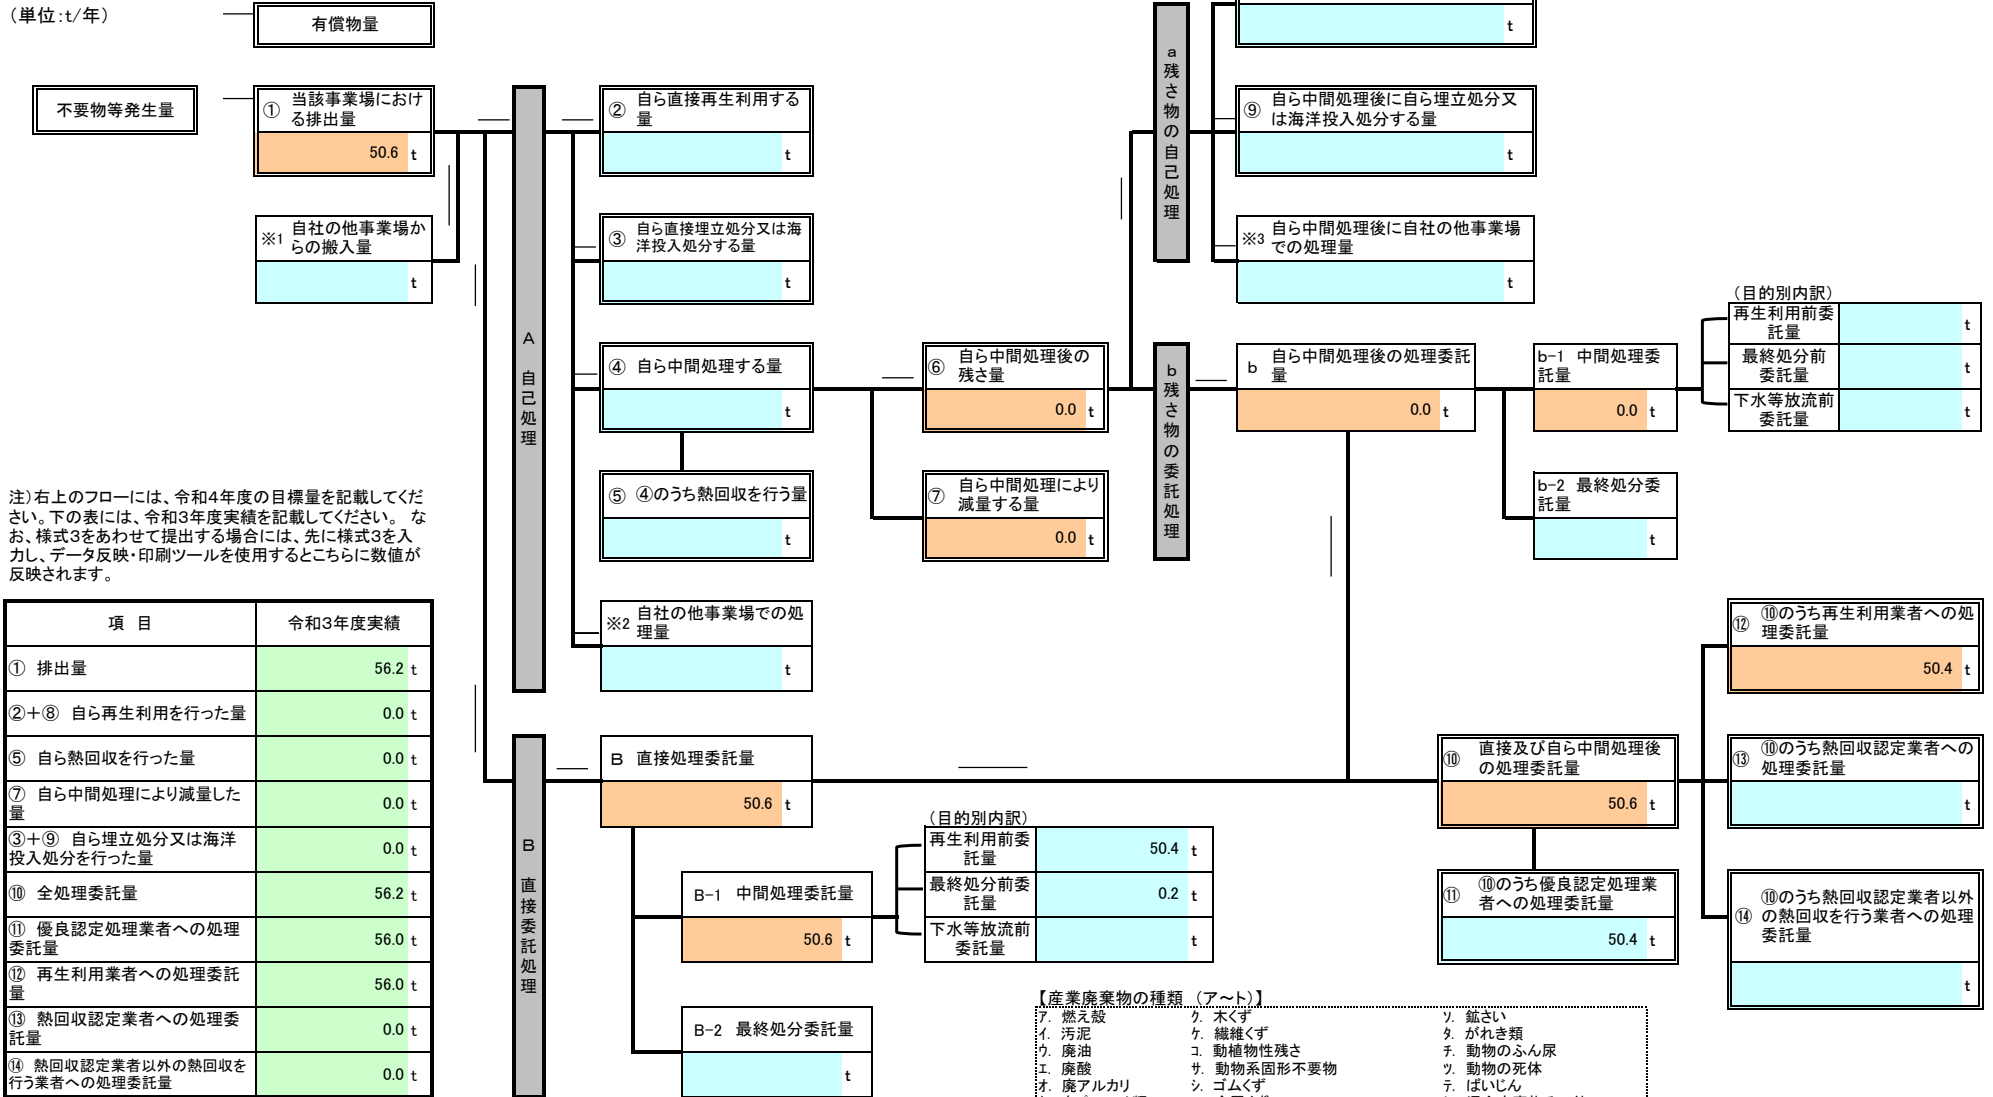 （単位：t/年）
有償物量
t
不要物等発生量
① 当該事業場におけ
る排出量
50.6 t
※1 自社の他事業場か
らの搬入量
t
A 自己処理
② 自ら直接再生利用する
量
t
③ 自ら直接埋立処分又は海
洋投入処分する量
t
④ 自ら中間処理する量
t
⑤ ④のうち熱回収を行う量
t
※2 自社の他事業場での処
理量
t
⑥ 自ら中間処理後の
残さ量
0.0 t
⑦ 自ら中間処理により
減量する量
0.0 t
a 残さ物の自己処理
⑨ 自ら中間処理後に自ら埋立処分又
は海洋投入処分する量
t
※3 自ら中間処理後に自社の他事業場
での処理量
t
b 残さ物の委託処理
b 自ら中間処理後の処理委託
量
0.0 t
b-1 中間処理委
託量
0.0 t
（目的別内訳）
再生利用前委
託量
t
最終処分前
委託量
t
下水等放流前
委託量
t
b-2 最終処分委
託量
t
注）右上のフローには、令和4年度の目標量を記載してくだ
さい。下の表には、令和3年度実績を記載してください。 な
お、様式3をあわせて提出する場合には、先に様式3を入
力し、データ反映・印刷ツールを使用するとこちらに数値が
反映されます。
項 目 令和3年度実績
① 排出量 56.2 t
②＋⑧ 自ら再生利用を行った量 0.0 t
⑤ 自ら熱回収を行った量 0.0 t
⑦ 自ら中間処理により減量した
量 0.0 t
③＋⑨ 自ら埋立処分又は海洋
投入処分を行った量 0.0 t
⑩ 全処理委託量 56.2 t
⑪ 優良認定処理業者への処理
委託量 56.0 t
⑫ 再生利用業者への処理委託
量 56.0 t
⑬ 熱回収認定業者への処理委
託量 0.0 t
⑭ 熱回収認定業者以外の熱回収を
行う業者への処理委託量 0.0 t
B 直接委託処理
B 直接処理委託量
50.6 t
B-1 中間処理委託量
50.6 t
（目的別内訳）
再生利用前委
託量 50.4 t
最終処分前委
託量 0.2 t
下水等放流前
委託量 t
B-2 最終処分委託量
t
⑩ 直接及び自ら中間処理後
の処理委託量
50.6 t
⑪ ⑩のうち優良認定処理業
者への処理委託量
50.4 t
⑫ ⑩のうち再生利用業者への処
理委託量
50.4 t
⑬ ⑩のうち熱回収認定業者への
処理委託量
t
⑭ ⑩のうち熱回収認定業者以外
の熱回収を行う業者への処理
委託量
t
【産業廃棄物の種類 （ア～ト）】
ア. 燃え殻 ク. 木くず ソ. 鉱さい
イ. 汚泥 ケ. 繊維くず タ. がれき類
ウ. 廃油 コ. 動植物性残さ チ. 動物のふん尿
エ. 廃酸 サ. 動物系固形不要物 ツ. 動物の死体
オ. 廃アルカリ シ. ゴムくず テ. ばいじん